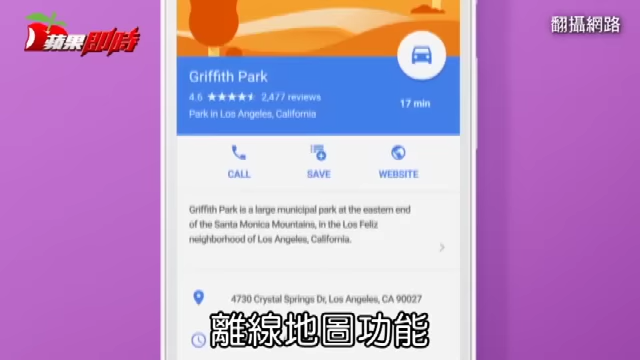 蘋果即時
翻攝網路
Griffith Park
4.6 ★★★★★ 2,477 reviews
17 min
Park in Los Angeles, California
CALL
SAVE
WEBSITE
Griffith Park is a large municipal park at the eastern end
of the Santa Monica Mountains, in the Los Feliz
neighborhood of Los Angeles, California.
4730 Crystal Springs Dr, Los Angeles, CA 90027
離線地圖功能